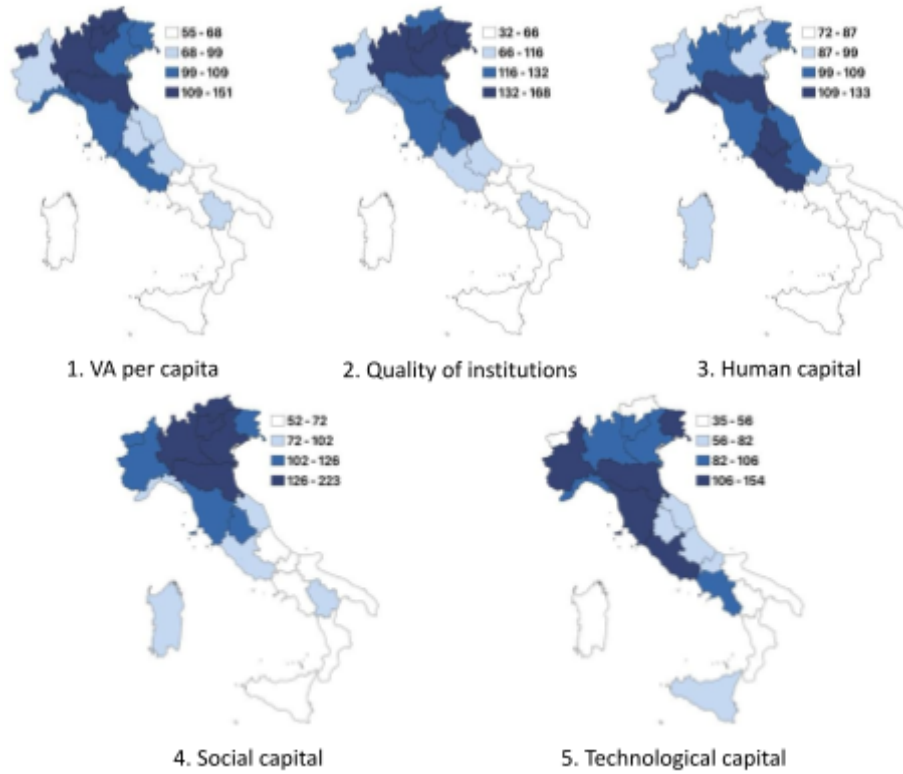 55 - 68
68 - 99
99 - 109
109 - 151
32 - 66
66 - 116
116 - 132
132 - 168
72 - 87
87 - 99
99 - 109
109 - 133
1. VA per capita
2. Quality of institutions
3. Human capital
52 - 72
72 - 102
102 - 126
126 - 223
35 - 56
56 - 82
82 - 106
106 - 154
4. Social capital
5. Technological capital